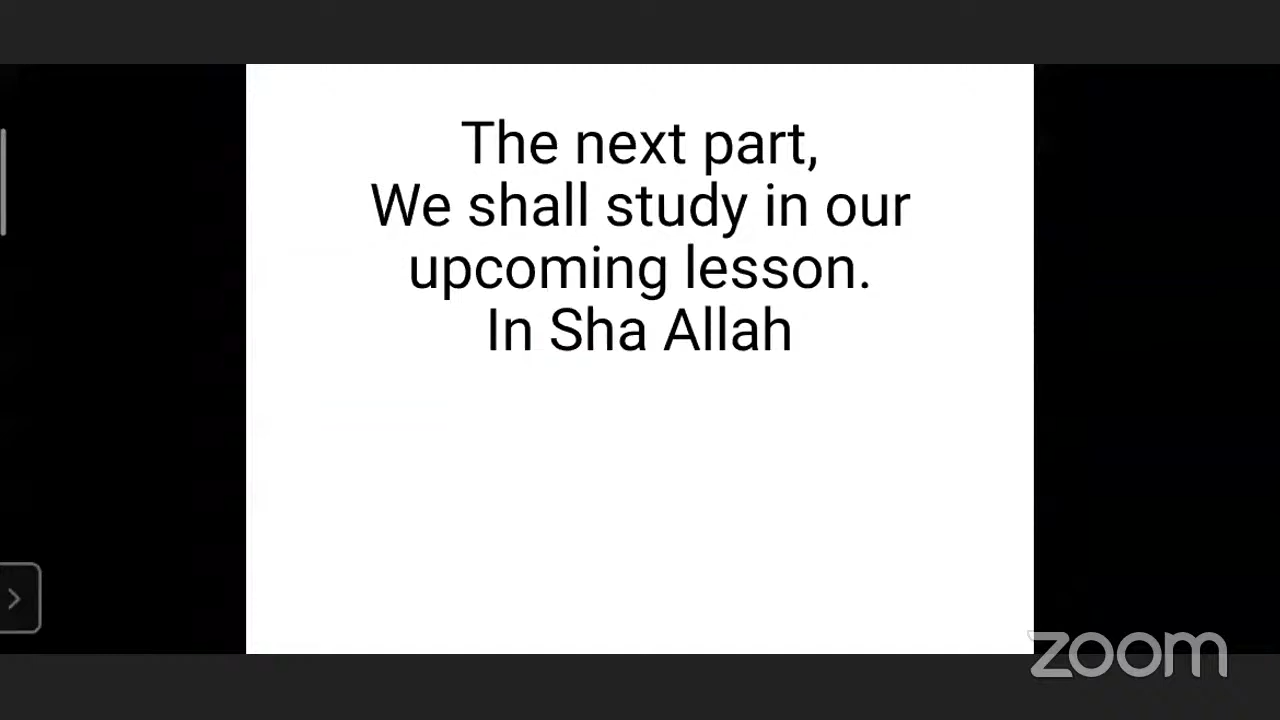 The next part,
We shall study in our
upcoming lesson.
In Sha Allah
zoom